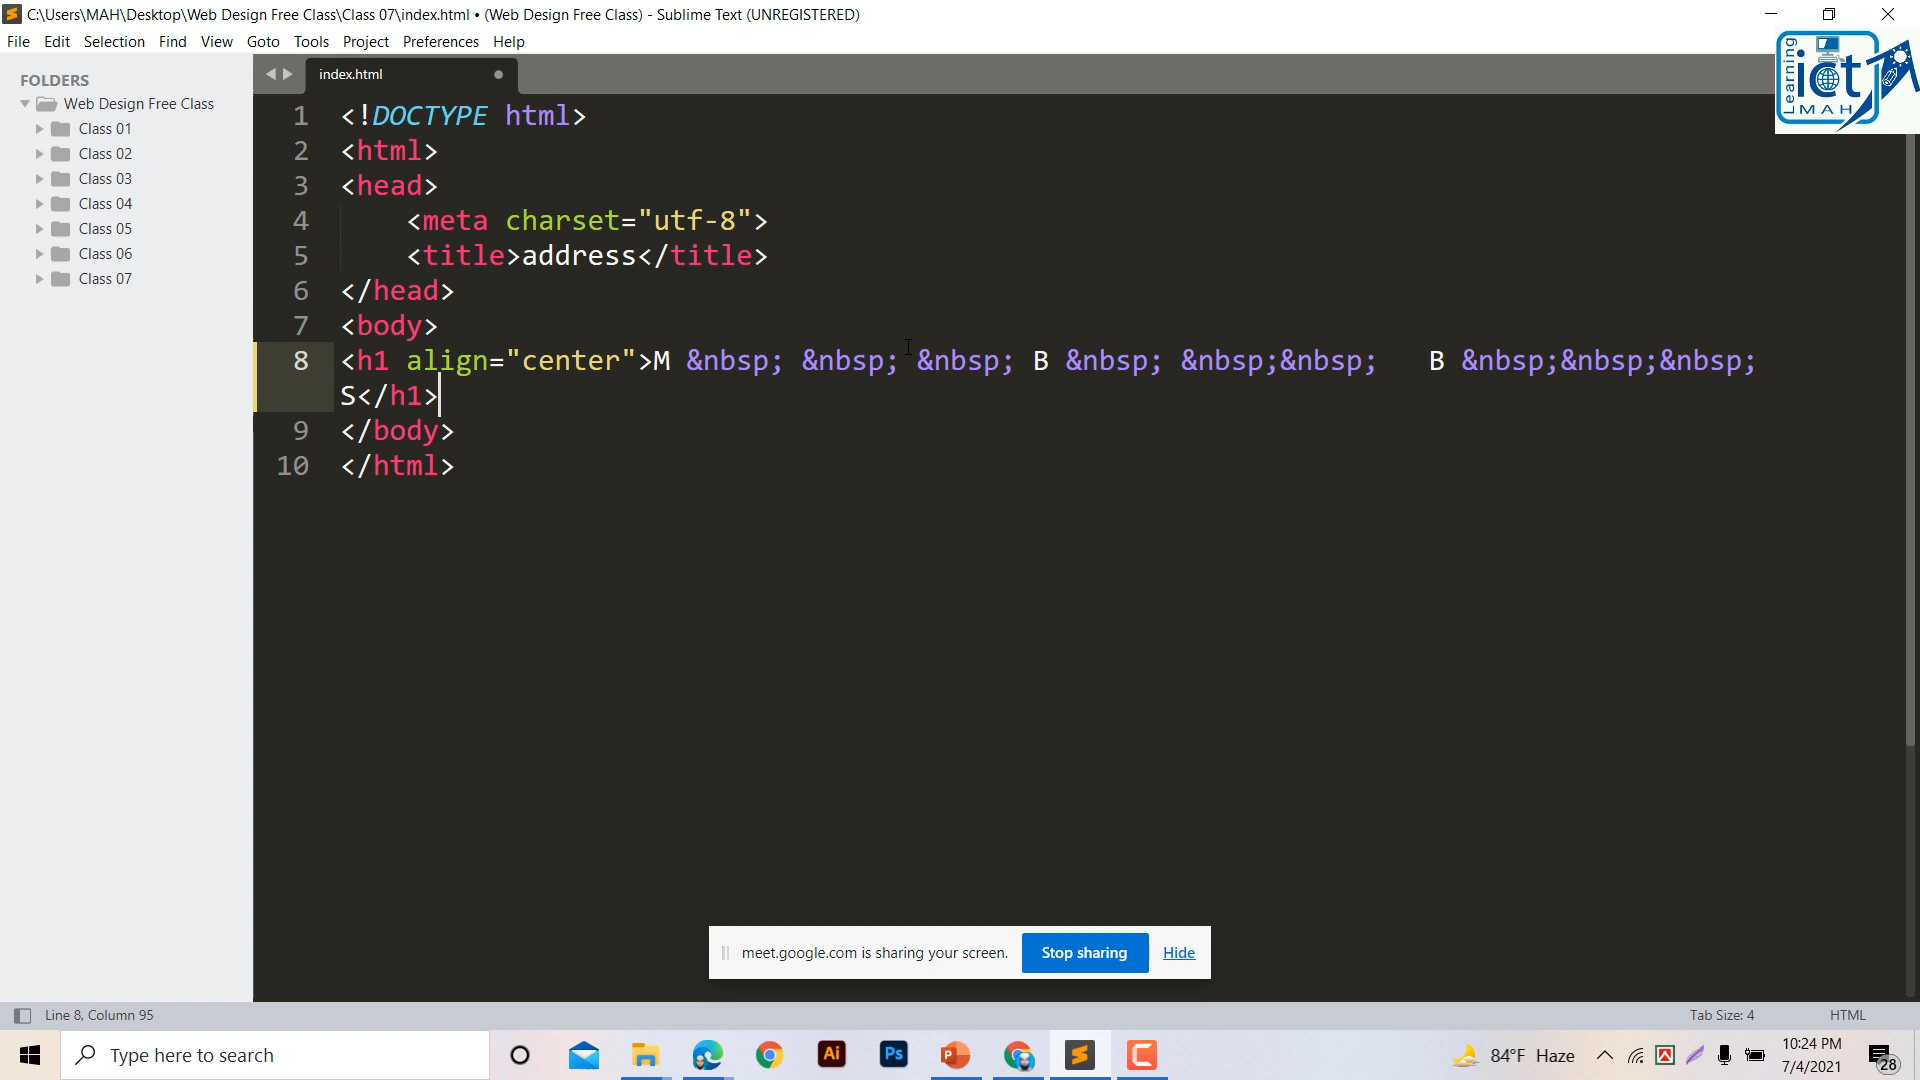 C:\Users\MAH\Desktop\Web Design Free Class\Class 07\index.html • (Web Design Free Class) - Sublime Text (UNREGISTERED)
File Edit Selection Find View Goto Tools Project Preferences Help
Learning
ict
MAH
FOLDERS
Web Design Free Class
Class 01
Class 02
Class 03
Class 04
Class 05
Class 06
Class 07
index.html
1 <!DOCTYPE html>
2 <html>
3 <head>
4 <meta charset="utf-8">
5 <title>address</title>
6 </head>
7 <body>
8 <h1 align="center">M &nbsp; &nbsp; &nbsp; B &nbsp; &nbsp;&nbsp; B &nbsp;&nbsp;&nbsp;
S</h1>
9 </body>
10 </html>
meet.google.com is sharing your screen. Stop sharing Hide
Line 8, Column 95 Tab Size: 4 HTML
Type here to search
Ai
Ps
84°F Haze
10:24 PM
7/4/2021
28